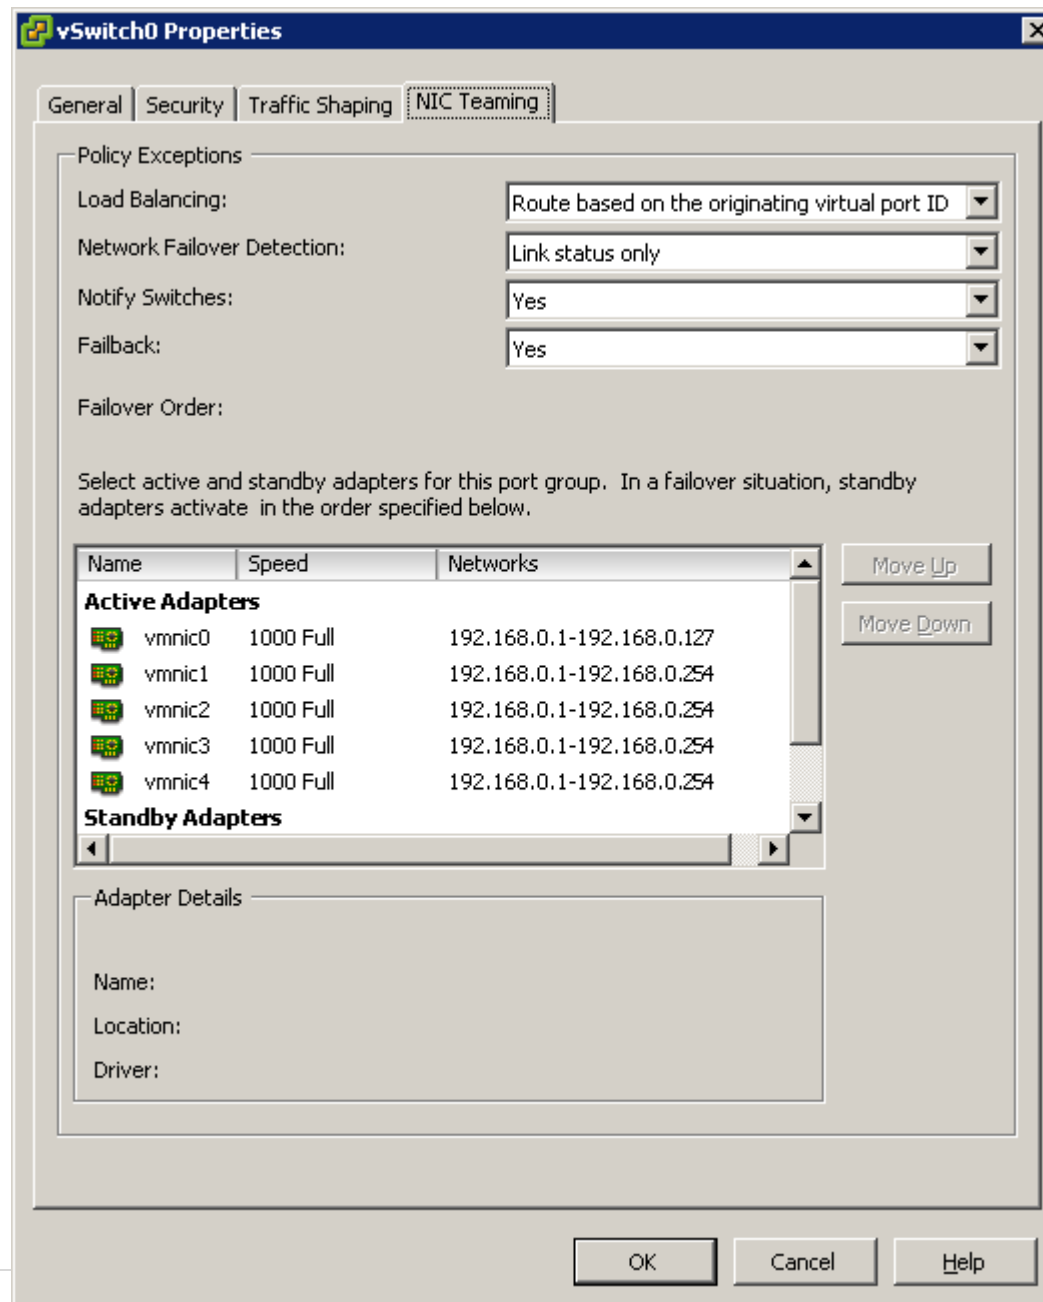 vSwitch0 Properties
General Security Traffic Shaping NIC Teaming
Policy Exceptions
Load Balancing: Route based on the originating virtual port ID
Network Failover Detection: Link status only
Notify Switches: Yes
Failback: Yes
Failover Order:
Select active and standby adapters for this port group.  In a failover situation, standby
adapters activate  in the order specified below.
Name Speed Networks Move Up
Active Adapters
Move Down
vmnic0 1000 Full 192.168.0.1-192.168.0.127
vmnic1 1000 Full 192.168.0.1-192.168.0.254
vmnic2 1000 Full 192.168.0.1-192.168.0.254
vmnic3 1000 Full 192.168.0.1-192.168.0.254
vmnic4 1000 Full 192.168.0.1-192.168.0.254
Standby Adapters
Adapter Details
Name:
Location:
Driver:
OK Cancel Help